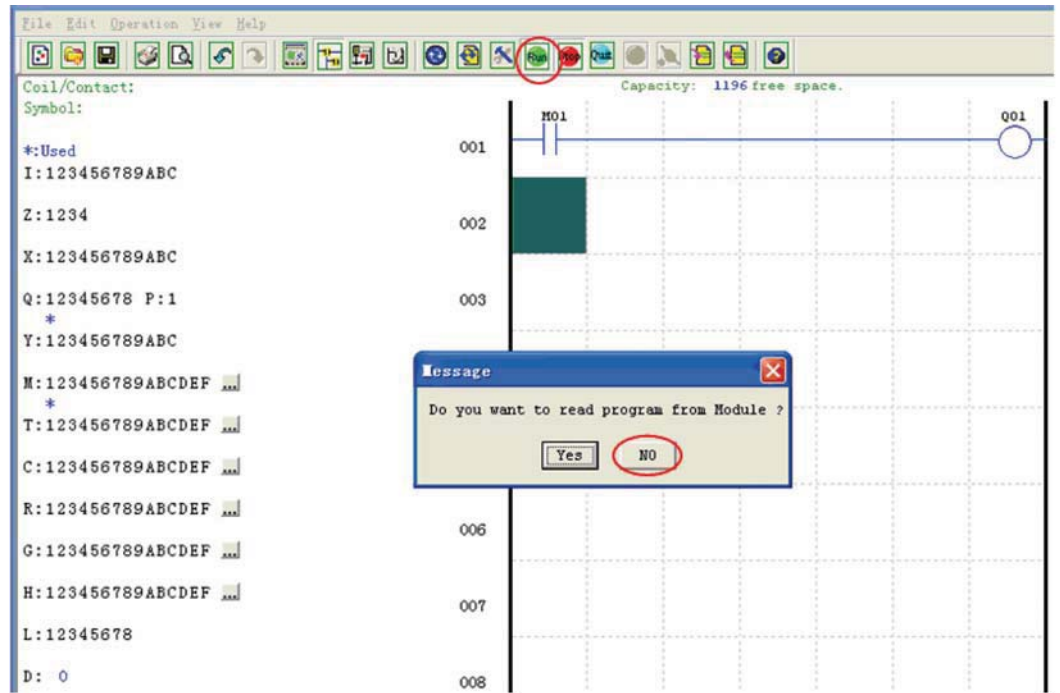 File Edit Operation View Help
Run Stop Quit
Coil/Contact:
Capacity: 1196 free space.
Symbol:
M01
Q01
*:Used
001
I:123456789ABC
Z:1234
002
X:123456789ABC
Q:12345678 P:1
003
*
Y:123456789ABC
Message
M:123456789ABCDEF ...
Do you want to read program from Module ?
*
T:123456789ABCDEF ...
Yes NO
C:123456789ABCDEF ...
R:123456789ABCDEF ...
006
G:123456789ABCDEF ...
H:123456789ABCDEF ...
007
L:12345678
D: 0
008